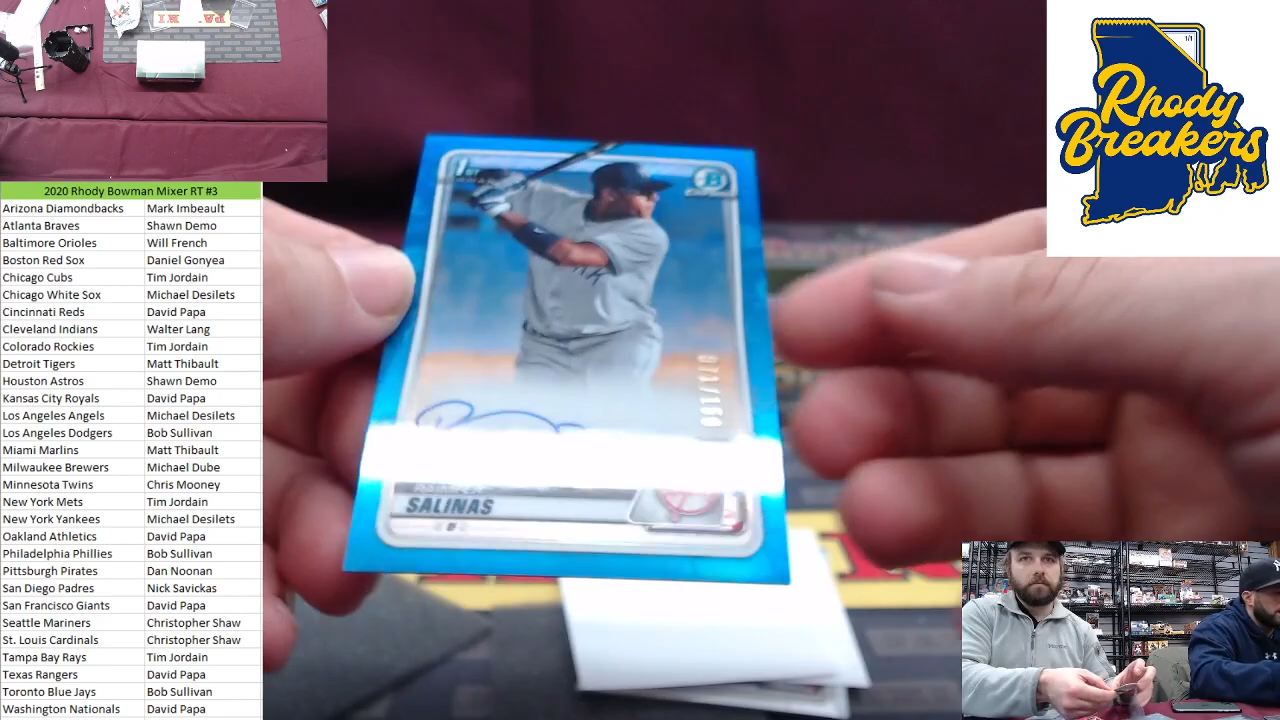 2020 Rhody Bowman Mixer RT #3
Arizona Diamondbacks Mark Imbeault
Atlanta Braves Shawn Demo
Baltimore Orioles Will French
Boston Red Sox Daniel Gonyea
Chicago Cubs Tim Jordain
Chicago White Sox Michael Desilets
Cincinnati Reds David Papa
Cleveland Indians Walter Lang
Colorado Rockies Tim Jordain
Detroit Tigers Matt Thibault
Houston Astros Shawn Demo
Kansas City Royals David Papa
Los Angeles Angels Michael Desilets
Los Angeles Dodgers Bob Sullivan
Miami Marlins Matt Thibault
Milwaukee Brewers Michael Dube
Minnesota Twins Chris Mooney
New York Mets Tim Jordain
New York Yankees Michael Desilets
Oakland Athletics David Papa
Philadelphia Phillies Bob Sullivan
Pittsburgh Pirates Dan Noonan
San Diego Padres Nick Savickas
San Francisco Giants David Papa
Seattle Mariners Christopher Shaw
St. Louis Cardinals Christopher Shaw
Tampa Bay Rays Tim Jordain
Texas Rangers David Papa
Toronto Blue Jays Bob Sullivan
Washington Nationals David Papa
SALINAS
Rhody
Breakers
1/1